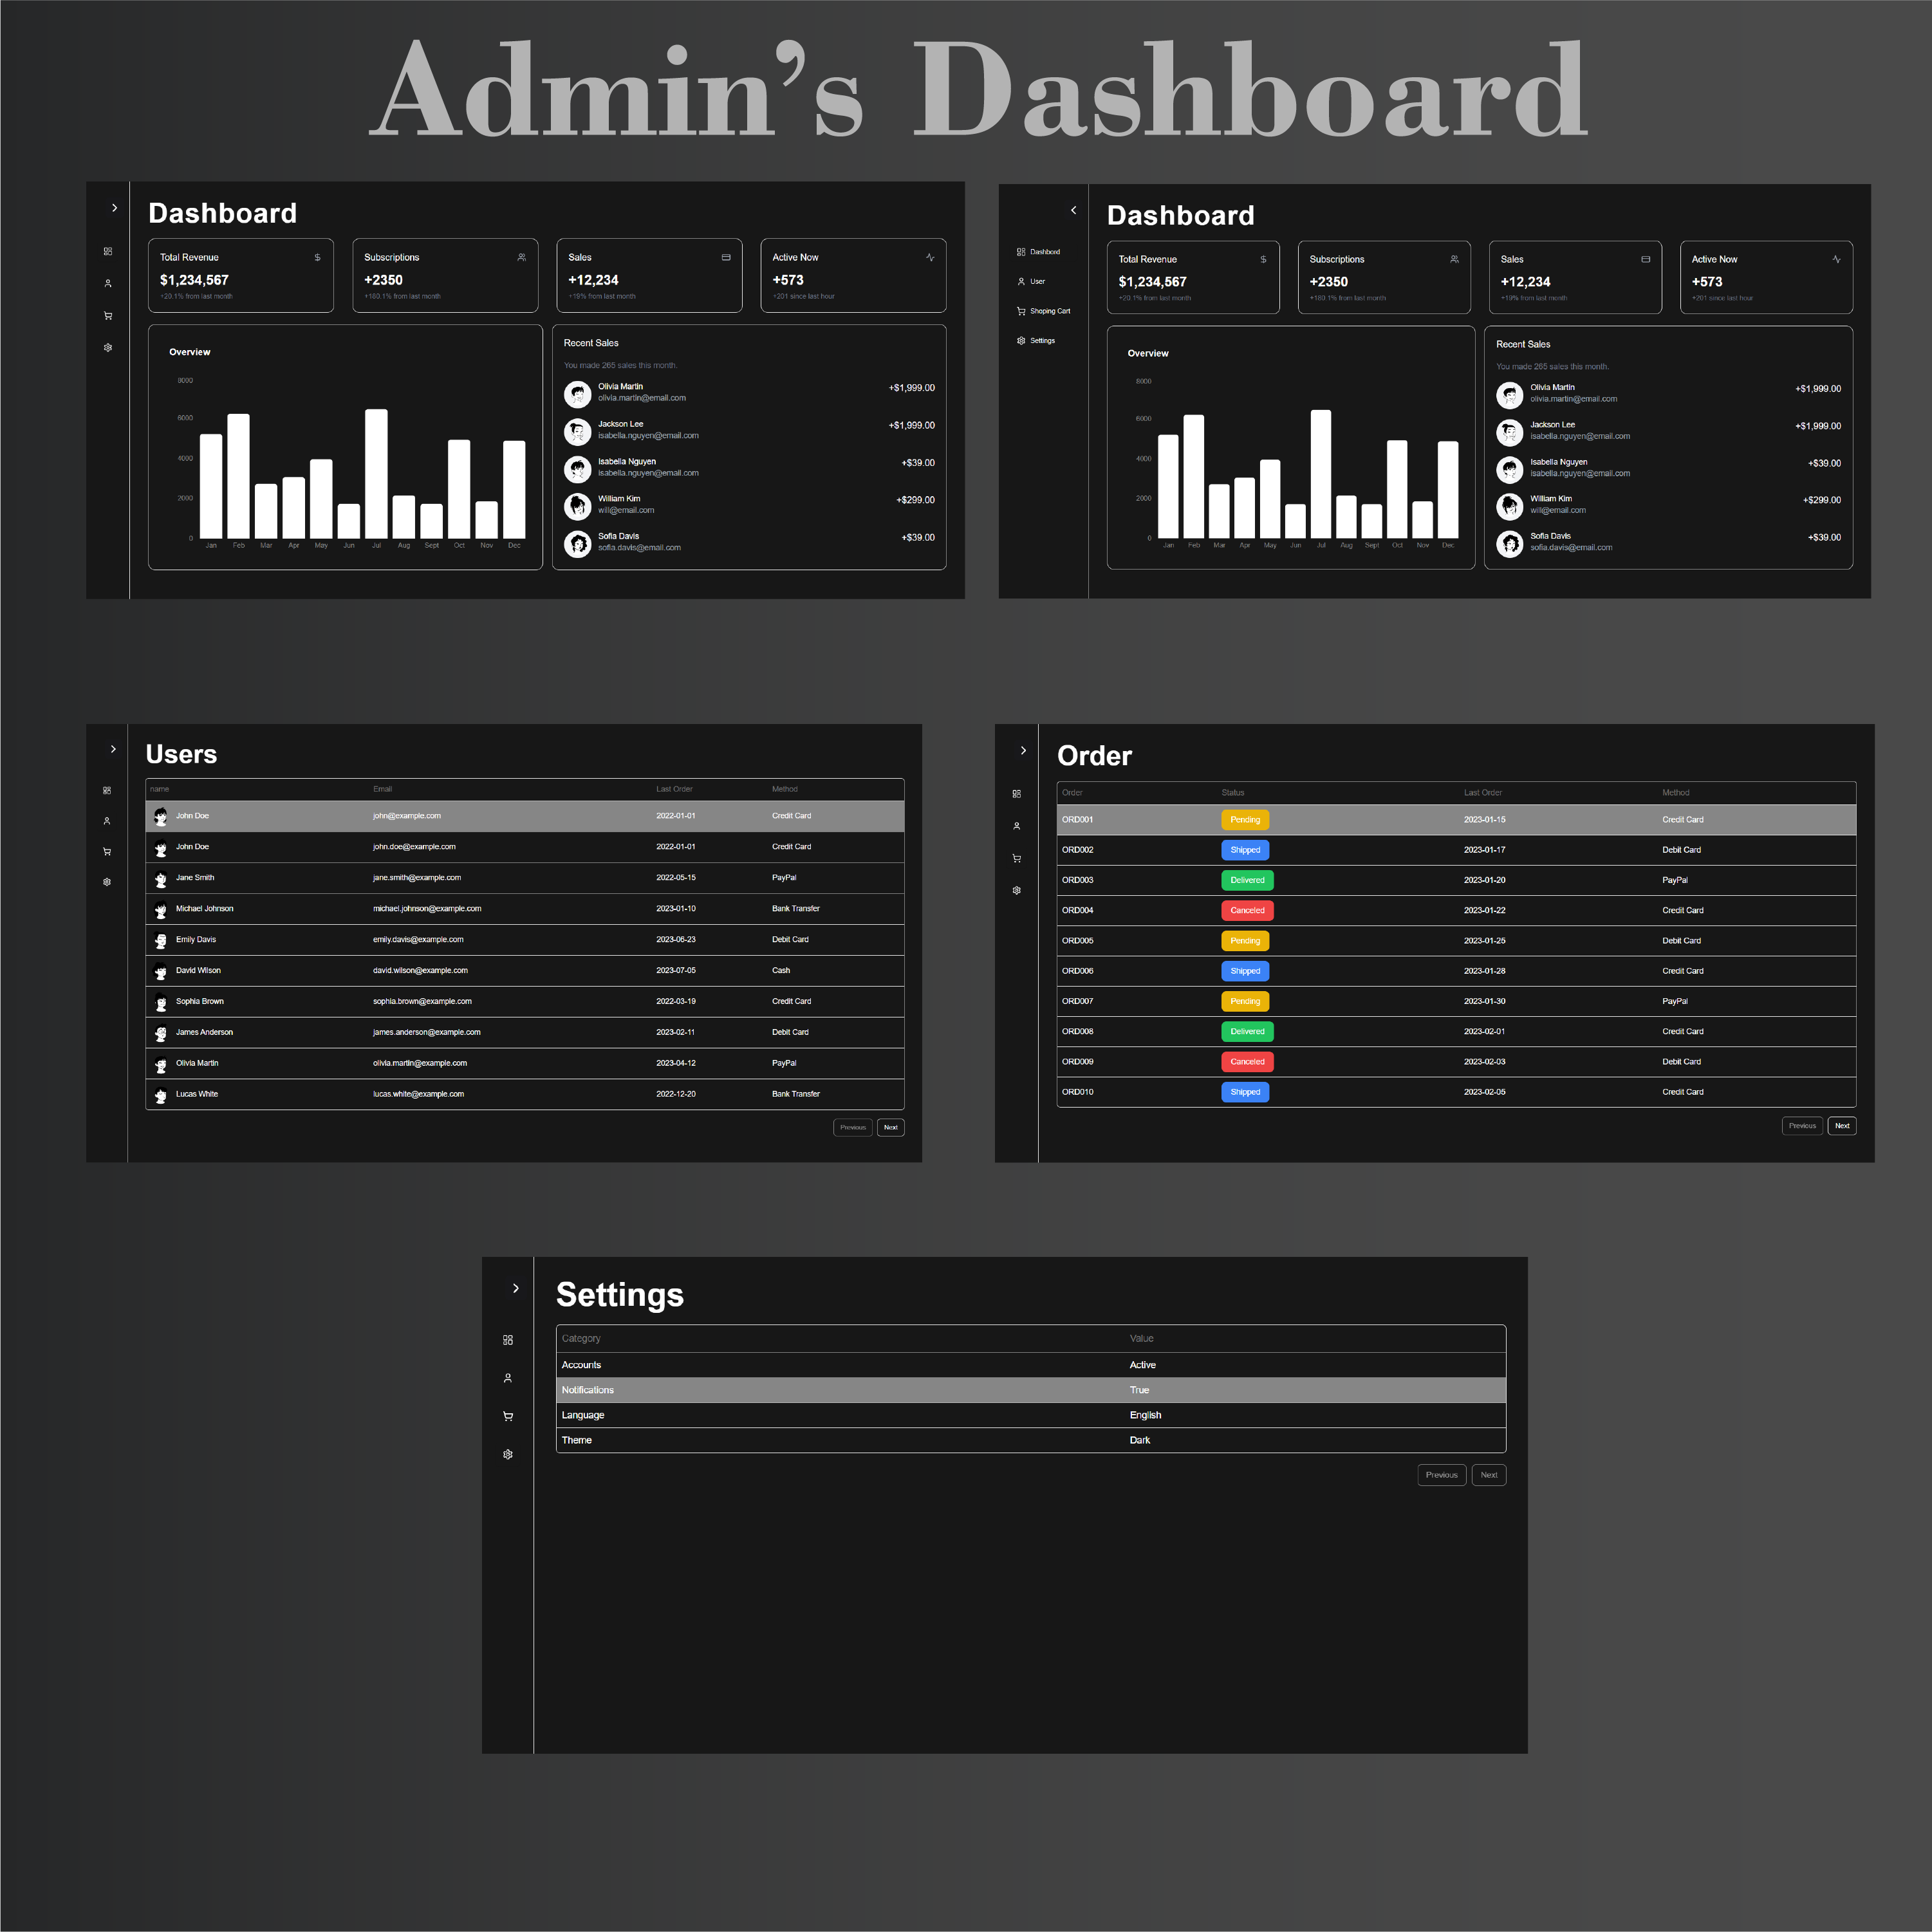 Admin's Dashboard
Dashboard
Total Revenue
$1,234,567
+20.1% from last month
Subscriptions
+2350
+180.1% from last month
Sales
+12,234
+19% from last month
Active Now
+573
+201 since last hour
Overview
8000
6000
4000
2000
0
Jan Feb Mar Apr May Jun Jul Aug Sept Oct Nov Dec
Recent Sales
You made 265 sales this month.
Olivia Martin +$1,999.00
olivia.martin@email.com
Jackson Lee +$1,999.00
isabella.nguyen@email.com
Isabella Nguyen +$39.00
isabella.nguyen@email.com
William Kim +$299.00
will@email.com
Sofia Davis +$39.00
sofia.davis@email.com
Dashbord
User
Shoping Cart
Settings
Dashboard
Total Revenue
$1,234,567
+20.1% from last month
Subscriptions
+2350
+180.1% from last month
Sales
+12,234
+19% from last month
Active Now
+573
+201 since last hour
Overview
8000
6000
4000
2000
0
Jan Feb Mar Apr May Jun Jul Aug Sept Oct Nov Dec
Recent Sales
You made 265 sales this month.
Olivia Martin +$1,999.00
olivia.martin@email.com
Jackson Lee +$1,999.00
isabella.nguyen@email.com
Isabella Nguyen +$39.00
isabella.nguyen@email.com
William Kim +$299.00
will@email.com
Sofia Davis +$39.00
sofia.davis@email.com
Users
name Email Last Order Method
John Doe john@example.com 2022-01-01 Credit Card
John Doe john.doe@example.com 2022-01-01 Credit Card
Jane Smith jane.smith@example.com 2022-05-15 PayPal
Michael Johnson michael.johnson@example.com 2023-01-10 Bank Transfer
Emily Davis emily.davis@example.com 2023-06-23 Debit Card
David Wilson david.wilson@example.com 2023-07-05 Cash
Sophia Brown sophia.brown@example.com 2022-03-19 Credit Card
James Anderson james.anderson@example.com 2023-02-11 Debit Card
Olivia Martin olivia.martin@example.com 2023-04-12 PayPal
Lucas White lucas.white@example.com 2022-12-20 Bank Transfer
Previous Next
Order
Order Status Last Order Method
ORD001 Pending 2023-01-15 Credit Card
ORD002 Shipped 2023-01-17 Debit Card
ORD003 Delivered 2023-01-20 PayPal
ORD004 Canceled 2023-01-22 Credit Card
ORD005 Pending 2023-01-25 Debit Card
ORD006 Shipped 2023-01-28 Credit Card
ORD007 Pending 2023-01-30 PayPal
ORD008 Delivered 2023-02-01 Credit Card
ORD009 Canceled 2023-02-03 Debit Card
ORD010 Shipped 2023-02-05 Credit Card
Previous Next
Settings
Category Value
Accounts Active
Notifications True
Language English
Theme Dark
Previous Next